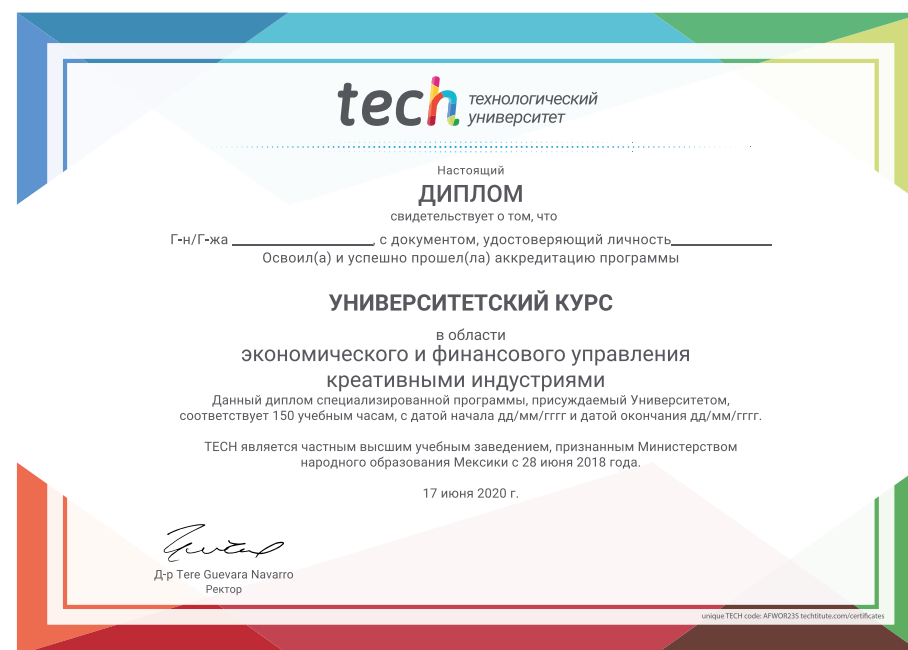 tech технологический
университет
Настоящий
ДИПЛОМ
свидетельствует о том, что
Г-н/Г-жа ____________________, с документом, удостоверяющий личность______________
Освоил(а) и успешно прошел(ла) аккредитацию программы
УНИВЕРСИТЕТСКИЙ КУРС
в области
экономического и финансового управления
креативными индустриями
Данный диплом специализированной программы, присуждаемый Университетом,
соответствует 150 учебным часам, с датой начала дд/мм/гггг и датой окончания дд/мм/гггг.
TECH является частным высшим учебным заведением, признанным Министерством
народного образования Мексики с 28 июня 2018 года.
17 июня 2020 г.
Д-р Tere Guevara Navarro
Ректор
unique TECH code: AFWOR23S techtitute.com/certificates